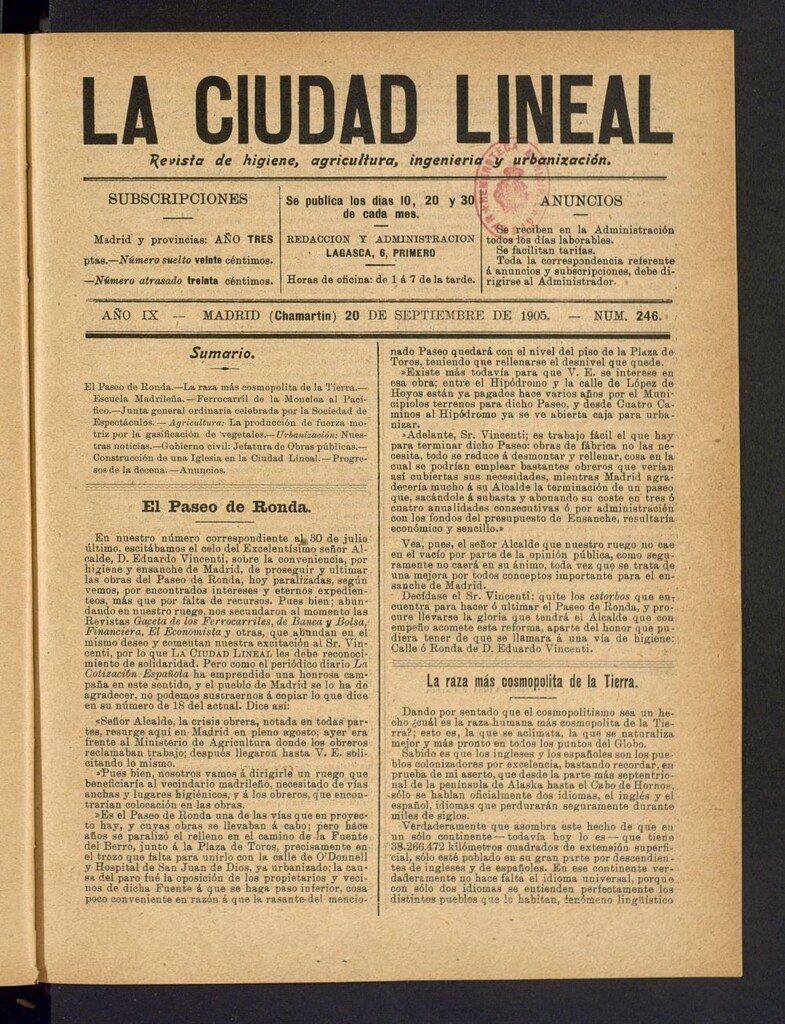 LA CIUDAD LINEAL
Revista de higiene, agricultura, ingenieria y urbanización.
SUBSCRIPCIONES
Madrid y provincias: AÑO TRES
ptas.—Número suelto veinte céntimos.
—Número atrasado treinta céntimos.
Se publica los dias 10, 20 y 30
de cada mes.
REDACCION Y ADMINISTRACION
LAGASCA, 6, PRIMERO
Horas de oficina: de 1 á 7 de la tarde.
ANUNCIOS
Se reciben en la Administración
todos los días laborables.
Se facilitan tarifas.
Toda la correspondencia referente
á anuncios y subscripciones, debe di-
rigirse al Administrador.
HEMEROTECA
AÑO IX — MADRID (Chamartin) 20 DE SEPTIEMBRE DE 1905. — NUM. 246.
Sumario.
El Paseo de Ronda.—La raza más cosmopolita de la Tierra.—
Escuela Madrileña.—Ferrocarril de la Moncloa al Pací-
fico.—Junta general ordinaria celebrada por la Sociedad de
Espectáculos.—Agricultura: La producción de fuerza mo-
triz por la gasificación de vegetales.—Urbanización: Nues-
tras noticias.—Gobierno civil: Jefatura de Obras públicas.—
Construcción de una Iglesia en la Ciudad Lineal.—Progre-
sos de la decena.—Anuncios.
El Paseo de Ronda.
En nuestro número correspondiente al 30 de julio
último, escitábamos el celo del Excelentísimo señor Al-
calde, D. Eduardo Vincenti, sobre la conveniencia, por
higiene y ensanche de Madrid, de proseguir y ultimar
las obras del Paseo de Ronda, hoy paralizadas, según
vemos, por encontrados intereses y eternos expedien-
teos, más que por falta de recursos. Pues bien; abun-
dando en nuestro ruego, nos secundaron al momento las
Revistas Gaceta de los Ferrocarriles, de Banca y Bolsa,
Financiera, El Economista y otras, que abundan en el
mismo deseo y comentan nuestra excitación al Sr. Vin-
centi, por lo que LA CIUDAD LINEAL les debe reconoci-
miento de solidaridad. Pero como el periódico diario La
Cotización Española ha emprendido una honrosa cam-
paña en este sentido, y el pueblo de Madrid se lo ha de
agradecer, no podemos sustraernos á copiar lo que dice
en su número de 18 del actual. Dice así:
«Señor Alcalde, la crisis obrera, notada en todas par-
tes, resurge aquí en Madrid en pleno agosto; ayer era
frente al Ministerio de Agricultura donde los obreros
reclamaban trabajo; después llegaron hasta V. E. soli-
citando lo mismo.
»Pues bien, nosotros vamos á dirigirle un ruego que
beneficiaría al vecindario madrileño, necesitado de vías
anchas y lugares higiénicos, y á los obreros, que encon-
trarían colocación en las obras.
»Es el Paseo de Ronda una de las vías que en proyec-
to hay, y cuyas obras se llevaban á cabo; pero hace
años se paralizó el relleno en el camino de la Fuente
del Berro, junto á la Plaza de Toros, precisamente en
el trozo que falta para unirlo con la calle de O'Donnell
y Hospital de San Juan de Dios, ya urbanizado; la cau-
sa del paro fué la oposición de los propietarios y veci-
nos de dicha Fuente á que se haga paso inferior, cosa
poco conveniente en razón á que la rasante del mencio-
nado Paseo quedará con el nivel del piso de la Plaza de
Toros, teniendo que rellenarse el desnivel que quede.
»Existe más todavía para que V. E. se interese en
esa obra; entre el Hipódromo y la calle de López de
Hoyos están ya pagados hace varios años por el Muni-
cipio los terrenos para dicho Paseo, y desde Cuatro Ca-
minos al Hipódromo ya se ve abierta caja para urba-
nizar.
»Adelante, Sr. Vincenti; es trabajo fácil el que hay
para terminar dicho Paseo: obras de fábrica no las ne-
cesita, todo se reduce á desmontar y rellenar, cosa en la
cual se podrían emplear bastantes obreros que verían
así cubiertas sus necesidades, mientras Madrid agra-
decería mucho á su Alcalde la terminación de un paseo
que, sacándole á subasta y abonando su coste en tres ó
cuatro anualidades consecutivas ó por administración
con los fondos del presupuesto de Ensanche, resultaría
económico y sencillo.»
Vea, pues, el señor Alcalde que nuestro ruego no cae
en el vacío por parte de la opinión pública, como segu-
ramente no caerá en su ánimo, toda vez que se trata de
una mejora por todos conceptos importante para el en-
sanche de Madrid.
Decídase el Sr. Vincenti; quite los estorbos que en-
cuentra para hacer ó ultimar el Paseo de Ronda, y pro-
cure llevarse la gloria que tendrá el Alcalde que con
empeño acomete esta reforma, aparte del honor que pu-
diera tener de que se llamara á una vía de higiene:
Calle ó Ronda de D. Eduardo Vincenti.
La raza más cosmopolita de la Tierra.
Dando por sentado que el cosmopolitismo sea un he-
cho ¿cuál es la raza humana más cosmopolita de la Tie-
rra?; esto es, la que se aclimata, la que se naturaliza
mejor y más pronto en todos los puntos del Globo.
Sabido es que los ingleses y los españoles son los pue-
blos colonizadores por excelencia, bastando recordar, en
prueba de mi aserto, que desde la parte más septentrio-
nal de la península de Alaska hasta el Cabo de Hornos,
sólo se hablan oficialmente dos idiomas, el inglés y el
español, idiomas que perdurarán seguramente durante
miles de siglos.
Verdaderamente que asombra este hecho de que en
un sólo continente—todavía hoy lo es—que tiene
38.266.472 kilómetros cuadrados de extensión superfi-
cial, sólo esté poblado en su gran parte por descendien-
tes de ingleses y de españoles. En ese continente ver-
daderamente no hace falta el idioma universal, porque
con sólo dos idiomas se entienden perfectamente los
distintos pueblos que lo habitan, fenómeno lingüístico